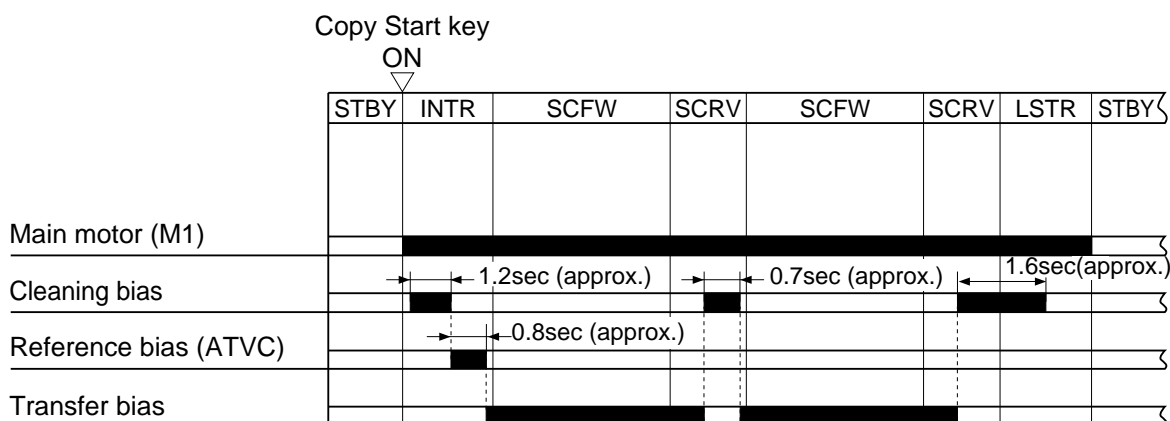 Copy Start key
ON
STBY INTR SCFW SCRV SCFW SCRV LSTR STBY
Main motor (M1)
1.2sec (approx.) 0.7sec (approx.) 1.6sec(approx.)
Cleaning bias
0.8sec (approx.)
Reference bias (ATVC)
Transfer bias